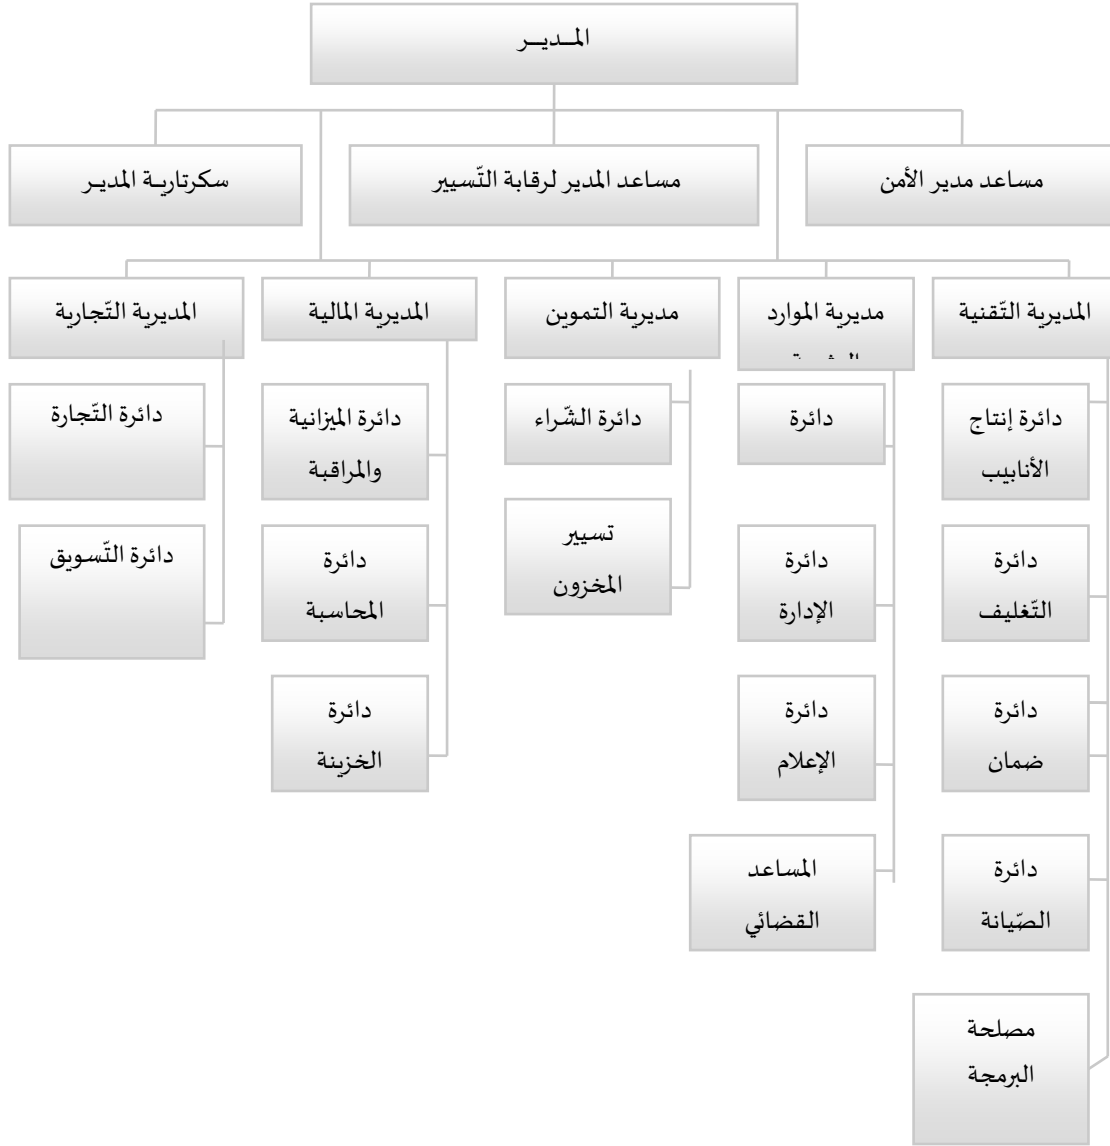 المـديـر
مساعد مدير الأمن
مساعد المدير لرقابة التّسيير
سكرتارية المدير
المديرية التّقنية
مديرية الموارد
مديرية التموين
المديرية المالية
المديرية التّجارية
دائرة إنتاج
الأنابيب
دائرة
التّغليف
دائرة
ضمان
دائرة
الصّيانة
مصلحة
البرمجة
دائرة
دائرة
الإدارة
دائرة
الإعلام
المساعد
القضائي
دائرة الشّراء
تسيير
المخزون
دائرة الميزانية
والمراقبة
دائرة
المحاسبة
دائرة
الخزينة
دائرة التّجارة
دائرة التّسويق